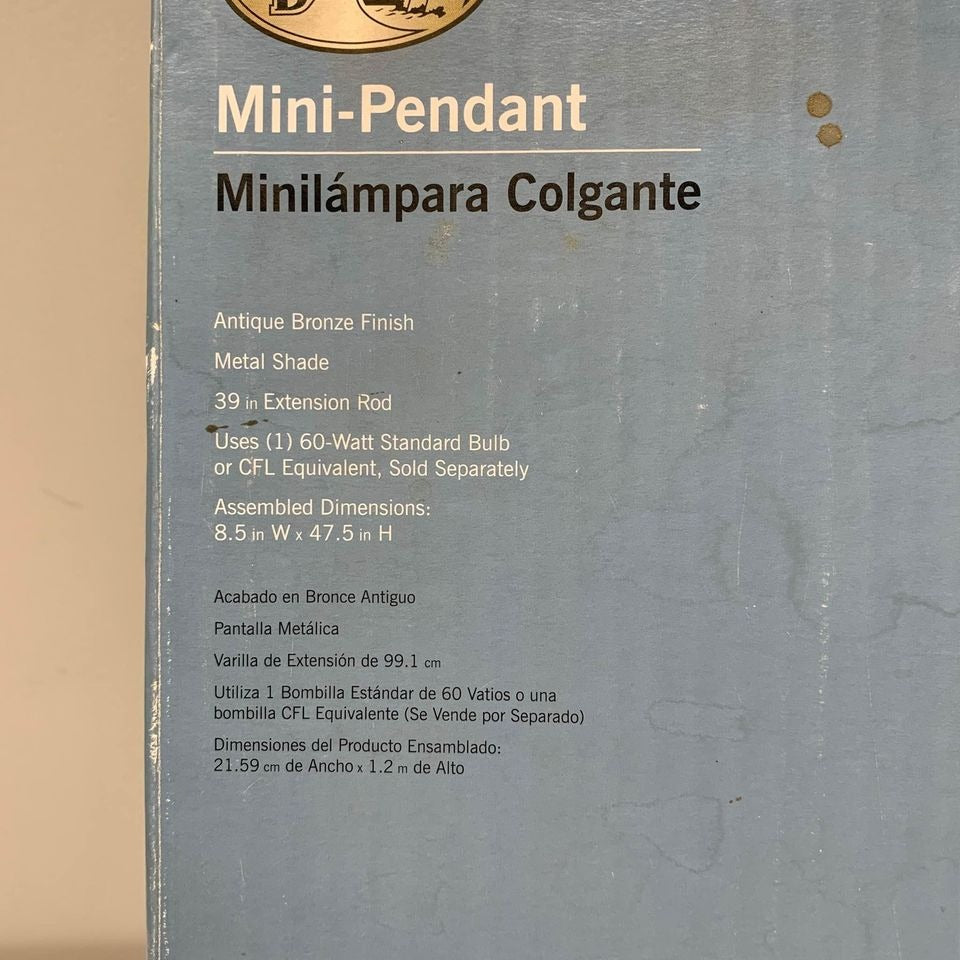 Mini-Pendant
Minilámpara Colgante
Antique Bronze Finish
Metal Shade
39 in Extension Rod
Uses (1) 60-Watt Standard Bulb
or CFL Equivalent, Sold Separately
Assembled Dimensions:
8.5 in W x 47.5 in H
Acabado en Bronce Antiguo
Pantalla Metálica
Varilla de Extensión de 99.1 cm
Utiliza 1 Bombilla Estándar de 60 Vatios o una
bombilla CFL Equivalente (Se Vende por Separado)
Dimensiones del Producto Ensamblado:
21.59 cm de Ancho x 1.2 m de Alto